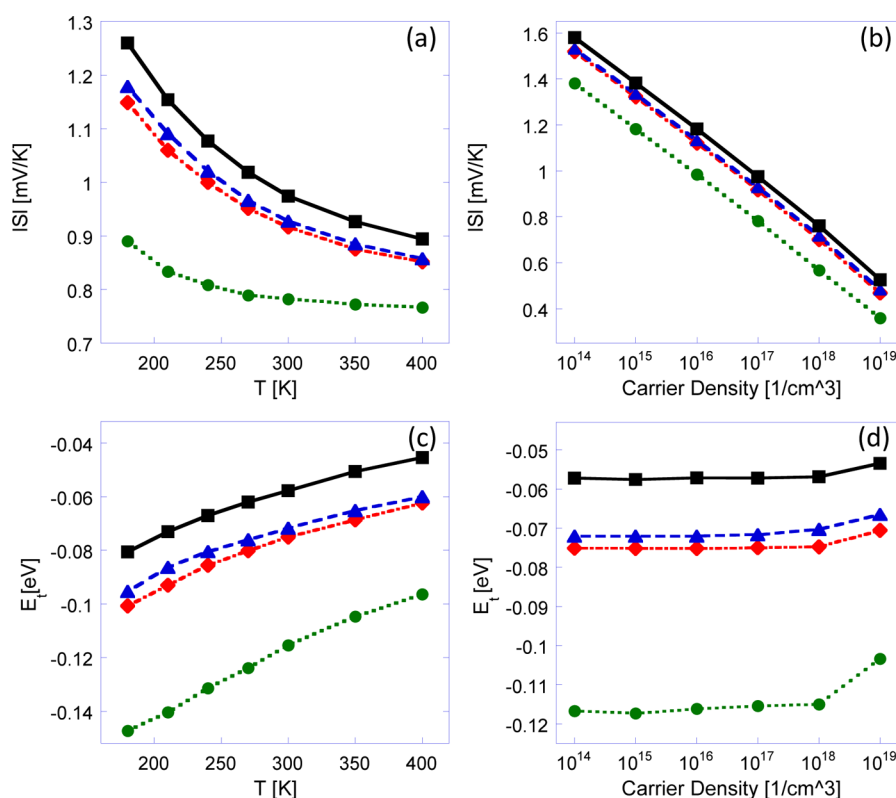 (a)
1.3
1.2
1.1
1
0.9
0.8
0.7
ISI [mV/K]
200 250 300 350 400
T [K]
(b)
1.6
1.4
1.2
1
0.8
0.6
0.4
ISI [mV/K]
10^14 10^15 10^16 10^17 10^18 10^19
Carrier Density [1/cm^3]
(c)
-0.04
-0.06
-0.08
-0.1
-0.12
-0.14
E_t[eV]
200 250 300 350 400
T [K]
(d)
-0.05
-0.06
-0.07
-0.08
-0.09
-0.1
-0.11
-0.12
E_t [eV]
10^14 10^15 10^16 10^17 10^18 10^19
Carrier Density [1/cm^3]